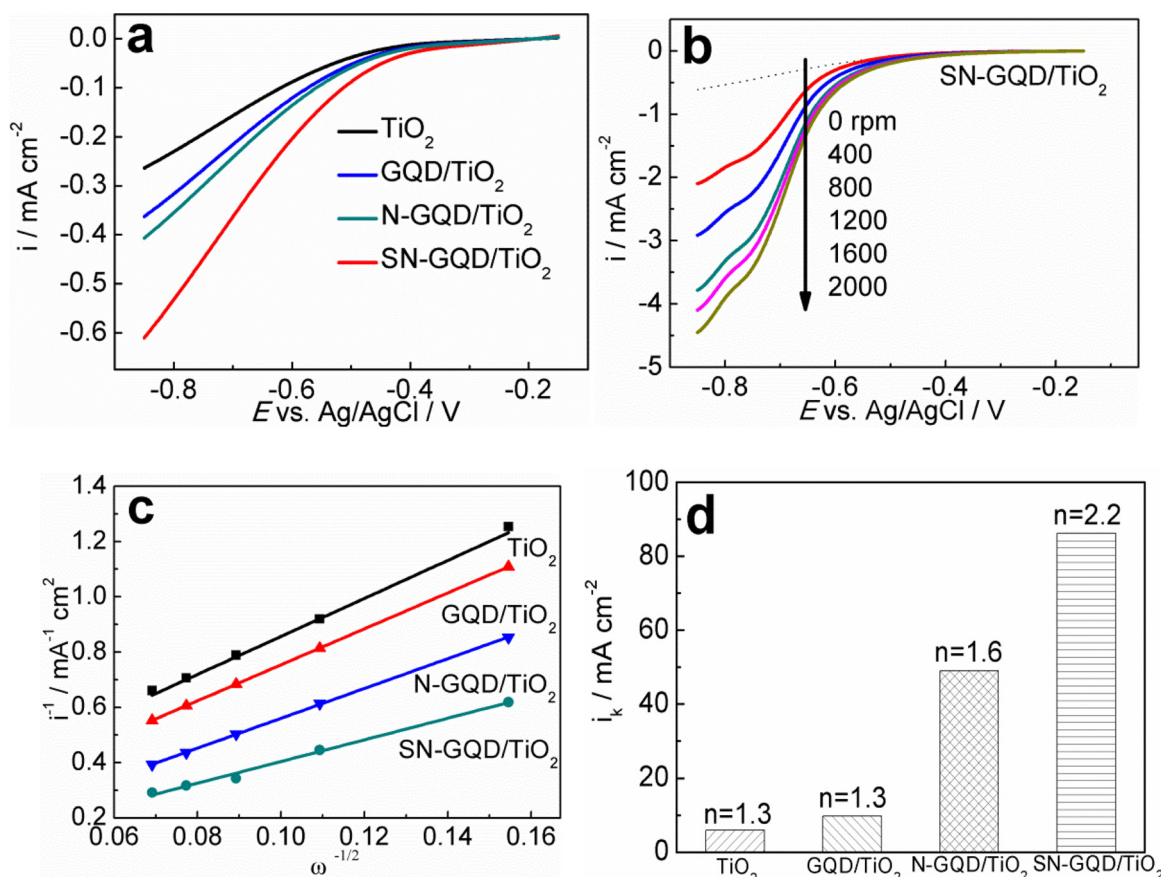 a
0.0
-0.1
-0.2
-0.3
-0.4
-0.5
-0.6
i / mA cm⁻²
TiO₂
GQD/TiO₂
N-GQD/TiO₂
SN-GQD/TiO₂
-0.8
-0.6
-0.4
-0.2
E vs. Ag/AgCl / V
b
0
-1
-2
-3
-4
-5
i / mA cm⁻²
SN-GQD/TiO₂
0 rpm
400
800
1200
1600
2000
-0.8
-0.6
-0.4
-0.2
E vs. Ag/AgCl / V
c
1.4
1.2
1.0
0.8
0.6
0.4
0.2
i⁻¹ / mA⁻¹ cm²
TiO₂
GQD/TiO₂
N-GQD/TiO₂
SN-GQD/TiO₂
0.06
0.08
0.10
0.12
0.14
0.16
ω⁻¹/²
d
100
80
60
40
20
0
iₖ / mA cm⁻²
n=1.3
n=1.3
n=1.6
n=2.2
TiO₂
GQD/TiO₂
N-GQD/TiO₂
SN-GQD/TiO₂